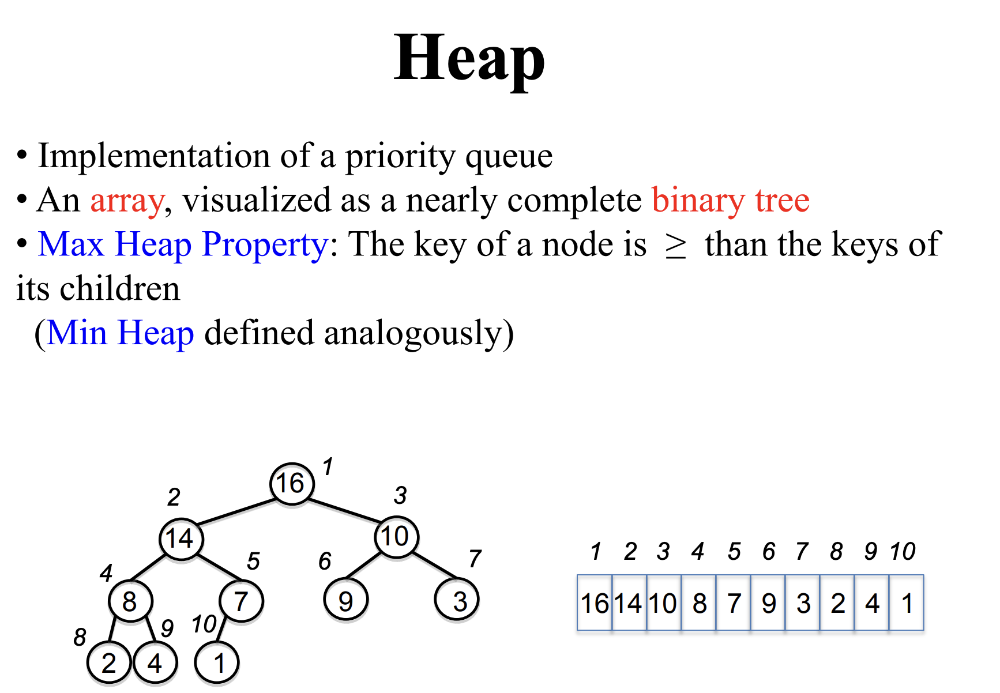 Heap
• Implementation of a priority queue
• An array, visualized as a nearly complete binary tree
• Max Heap Property: The key of a node is ≥ than the keys of
its children
(Min Heap defined analogously)
1
16
2
3
14
10
4
5
6
7
8
7
9
3
8
9
10
2
4
1
1 2 3 4 5 6 7 8 9 10
16 14 10 8 7 9 3 2 4 1